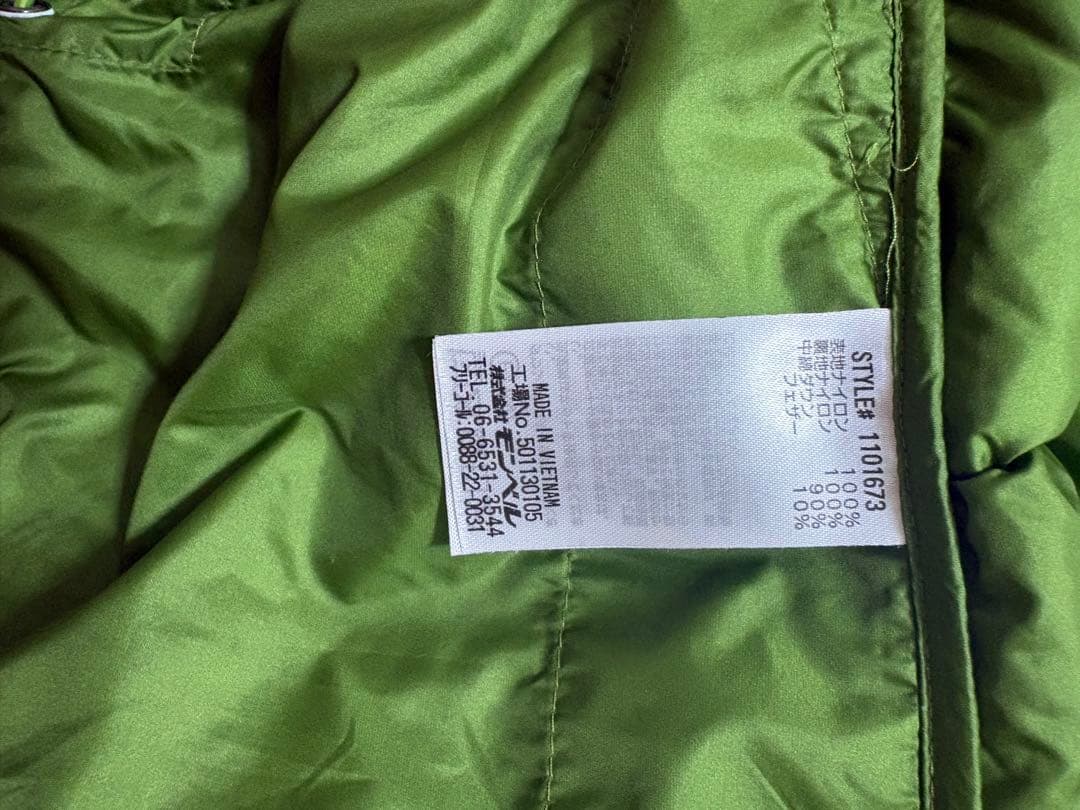 STYLE# 1101673
表地ナイロン 100%
裏地ナイロン 100%
中綿ダウン 90%
フェザー 10%
MADE IN VIETNAM
工場No.501130105
株式会社 モンベル
TEL 06-6531-3544
フリーコール:0088-22-0031